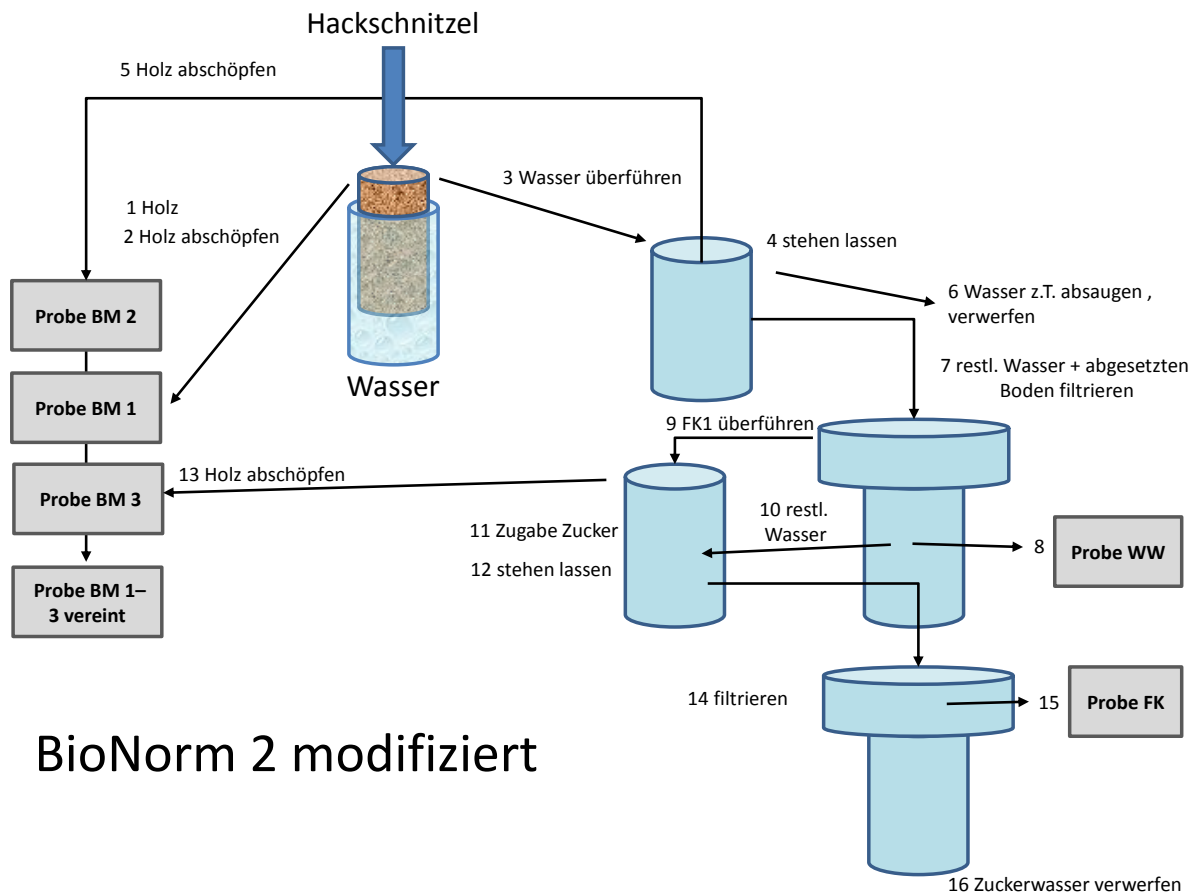 Hackschnitzel
5 Holz abschöpfen
3 Wasser überführen
1 Holz
2 Holz abschöpfen
4 stehen lassen
6 Wasser z.T. absaugen ,
verwerfen
Probe BM 2
Wasser
7 restl. Wasser + abgesetzten
Boden filtrieren
Probe BM 1
9 FK1 überführen
13 Holz abschöpfen
Probe BM 3
10 restl.
Wasser
11 Zugabe Zucker
8
Probe WW
12 stehen lassen
Probe BM 1–
3 vereint
14 filtrieren
15
Probe FK
BioNorm 2 modifiziert
16 Zuckerwasser verwerfen